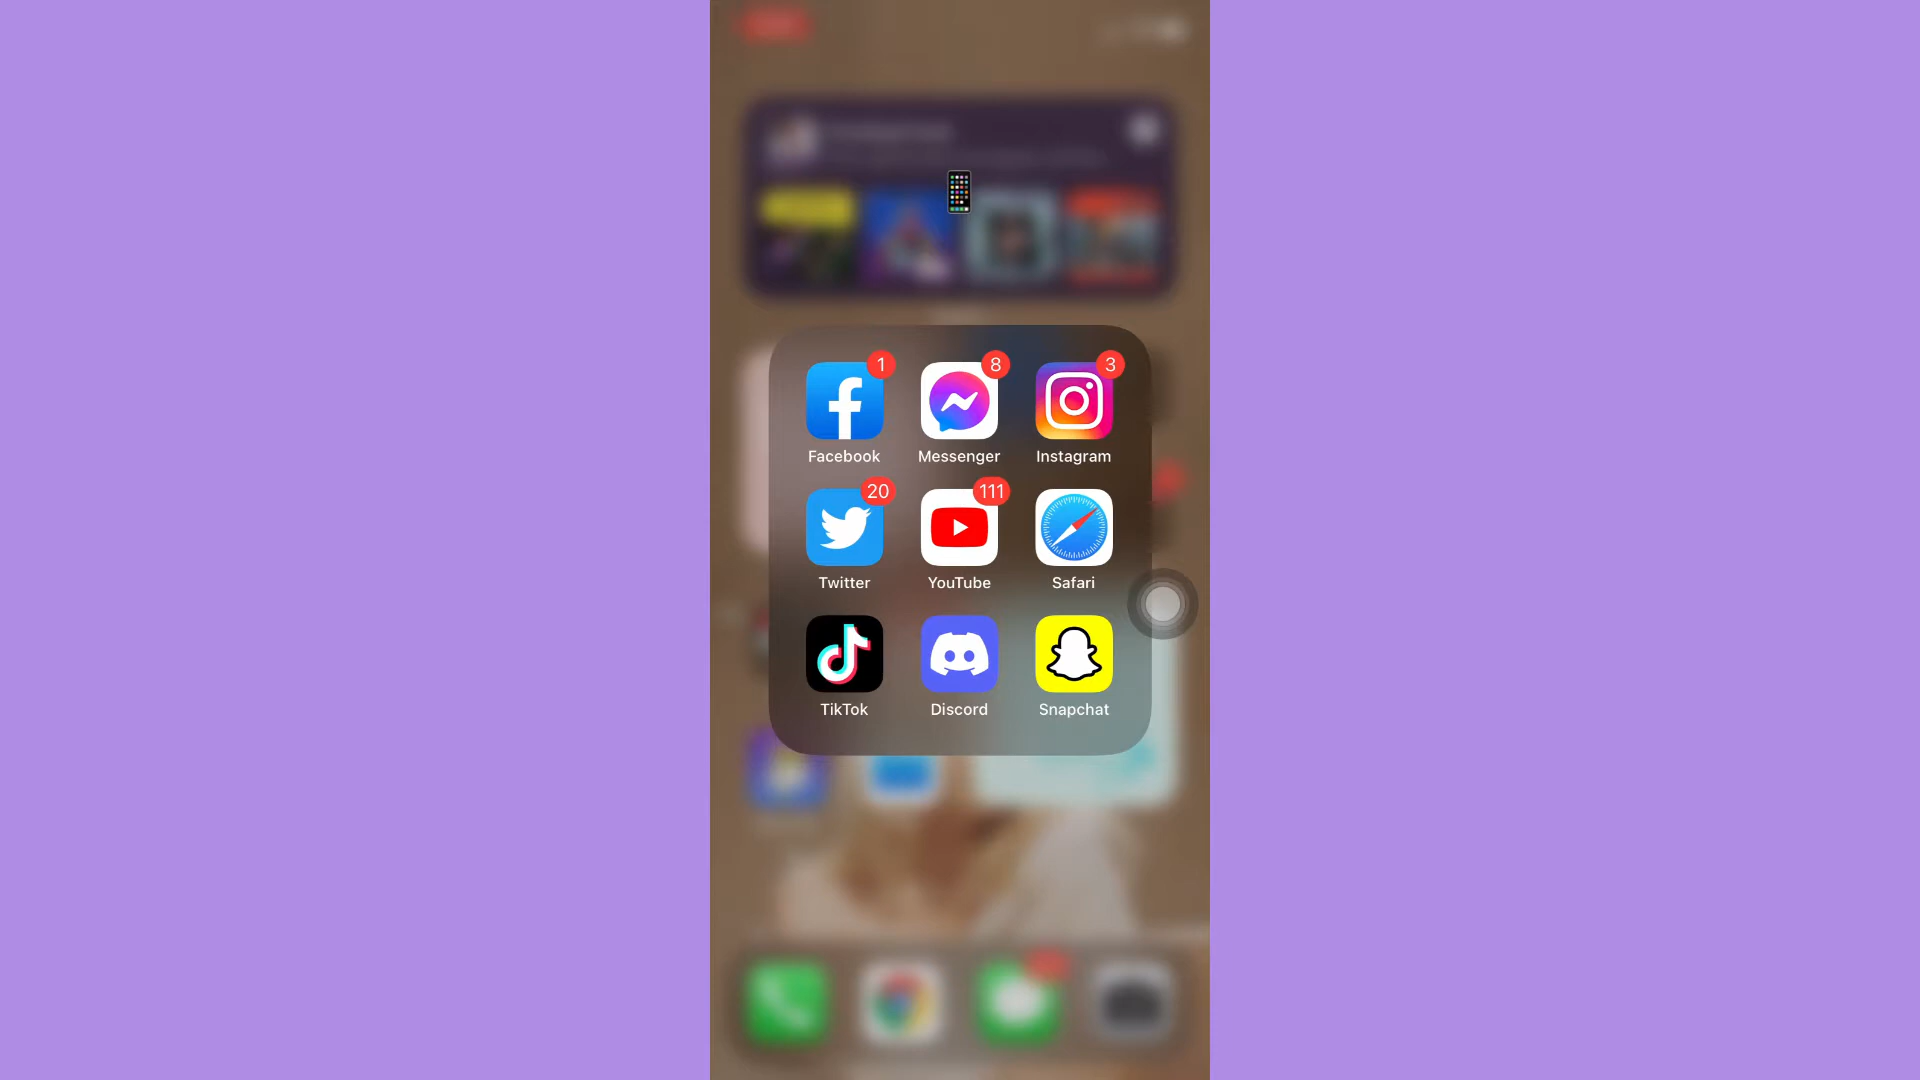 1 8 3
Facebook Messenger Instagram
20 111
Twitter YouTube Safari
TikTok Discord Snapchat